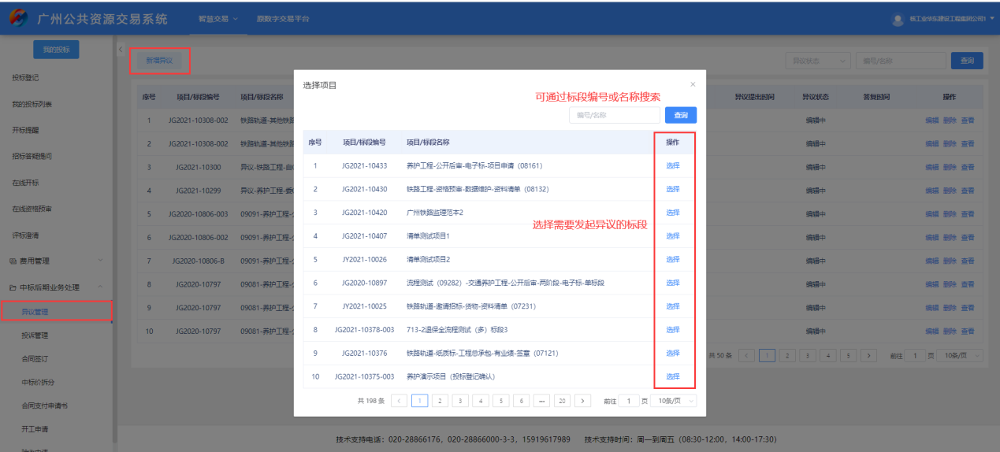 广州公共资源交易系统 智慧交易 原数字交易平台 核工业华东建设工程集团公司1
我的投标
投标登记
我的投标列表
开标提醒
招标答疑提问
在线开标
在线资格预审
评标澄清
费用管理
中标后期业务处理
异议管理
投诉管理
合同签订
中标价拆分
合同支付申请书
开工申请
新增异议 异议状态 编号/名称 查询
序号 项目/标段编号 项目/标段名称 异议提出时间 异议状态 答复时间 操作
1 JG2021-10308-002 铁路轨道-其他铁路 编辑中 编辑 删除 查看
2 JG2021-10308-002 铁路轨道-其他铁路 编辑中 编辑 删除 查看
3 JG2021-10300 异议-铁路工程-自 编辑中 编辑 删除 查看
4 JG2021-10299 异议-养护工程-委 编辑中 编辑 删除 查看
5 JG2020-10806-003 09091-养护工程- 编辑中 编辑 删除 查看
6 JG2020-10806-002 09091-养护工程- 编辑中 编辑 删除 查看
7 JG2020-10806-B 09091-养护工程- 编辑中 编辑 删除 查看
8 JG2020-10797 09081-养护工程- 编辑中 编辑 删除 查看
9 JG2020-10797 09081-养护工程- 编辑中 编辑 删除 查看
10 JG2020-10797 09081-养护工程- 编辑中 编辑 删除 查看
共 50 条 1 2 3 4 5 前往 1 页 10条/页
选择项目 ×
可通过标段编号或名称搜索
编号/名称 查询
序号 项目/标段编号 项目/标段名称 操作
1 JG2021-10433 养护工程-公开后审-电子标-项目申请（08161） 选择
2 JG2021-10430 铁路工程-资格预审-数据维护-资料清单（08132） 选择
3 JG2021-10420 广州铁路监理范本2 选择
选择需要发起异议的标段
4 JG2021-10407 清单测试项目1 选择
5 JY2021-10026 清单测试项目2 选择
6 JG2020-10897 流程测试（09282）-交通养护工程-公开后审-两阶段-电子标-单标段 选择
7 JY2021-10025 铁路轨道-邀请招标-货物-资料清单（07231） 选择
8 JG2021-10378-003 713-2退保全流程测试（多）标段3 选择
9 JG2021-10376 铁路轨道-纸质标-工程总承包-有业绩-签章（07121） 选择
10 JG2021-10375-003 养护演示项目（投标登记确认） 选择
共 198 条 1 2 3 4 5 6 ••• 20 前往 1 页 10条/页
技术支持电话：020-28866176，020-28866000-3-3，15919617989 技术支持时间：周一到周五（08:30-12:00，14:00-17:30）